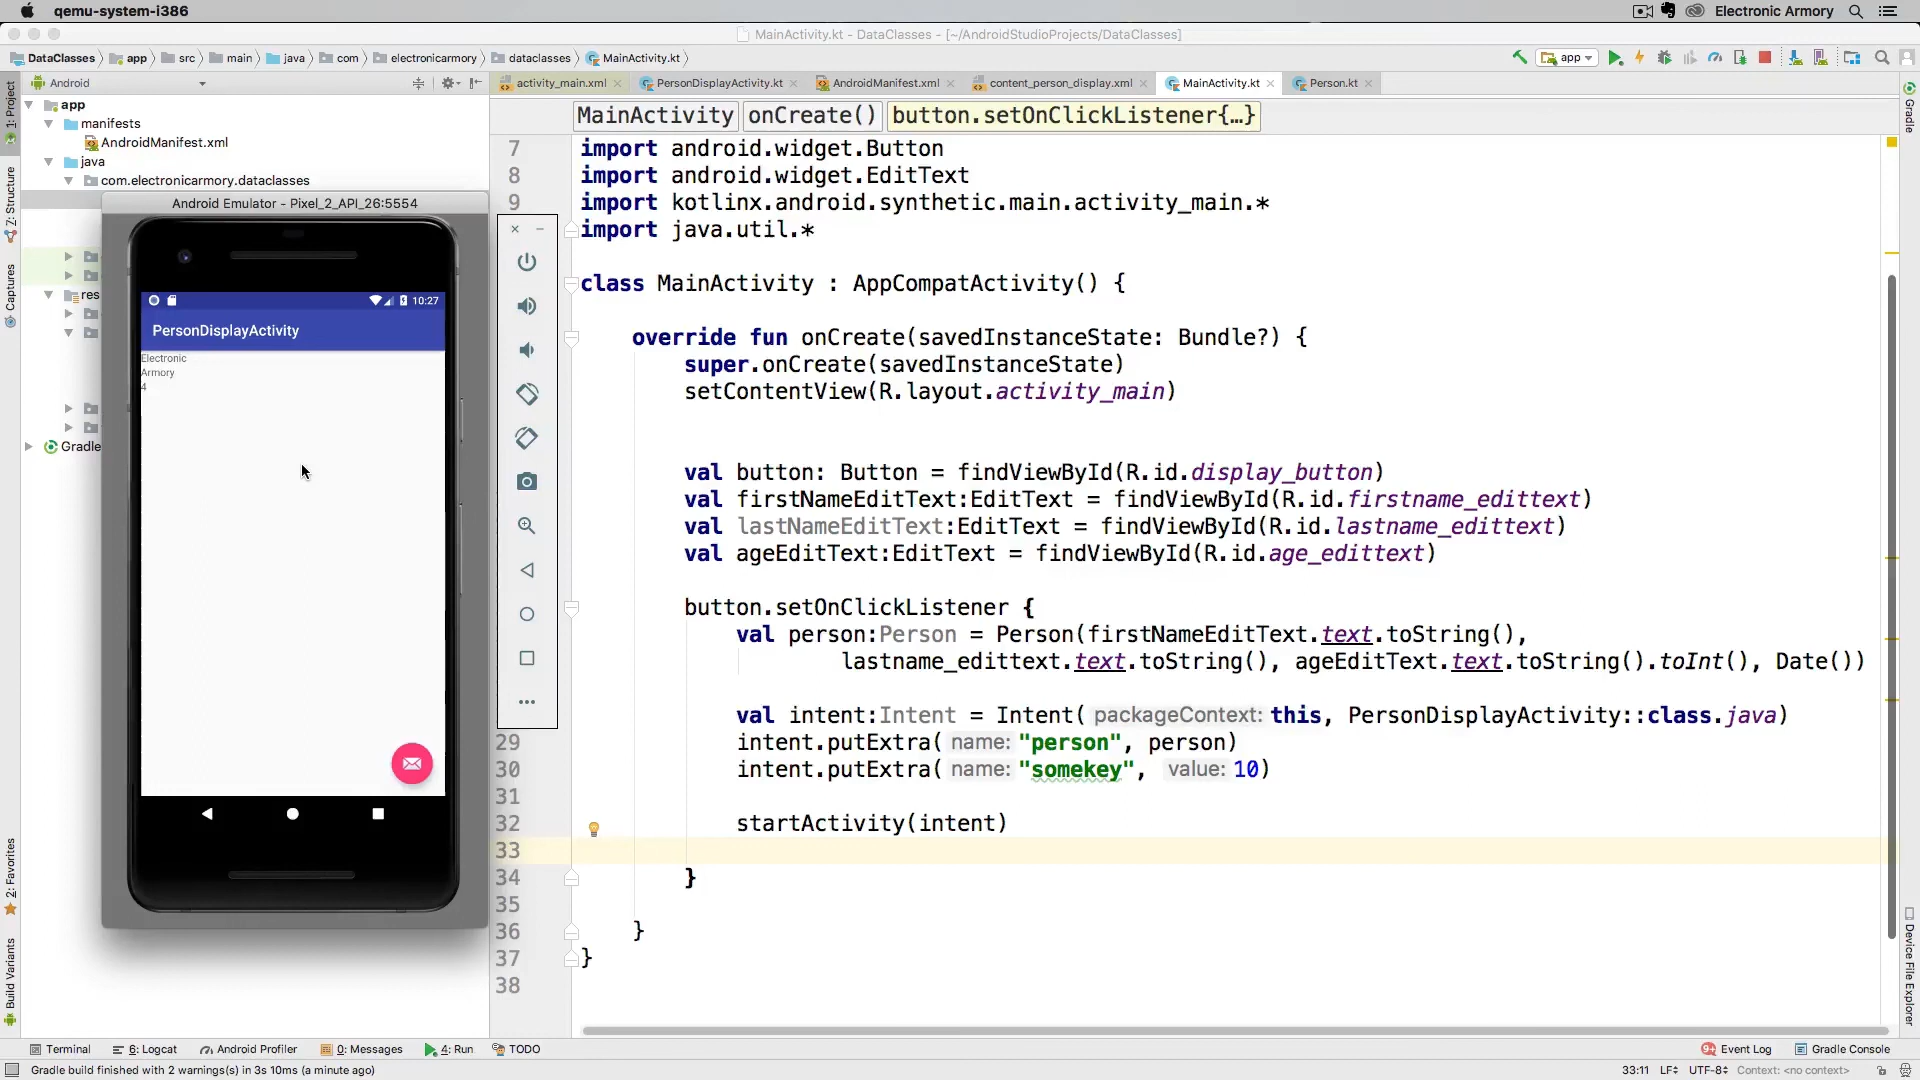 qemu-system-i386
Electronic Armory
MainActivity.kt - DataClasses - [~/AndroidStudioProjects/DataClasses]
DataClasses
app
src
main
java
com
electronicarmory
dataclasses
MainActivity.kt
app
Android
activity_main.xml
PersonDisplayActivity.kt
AndroidManifest.xml
content_person_display.xml
MainActivity.kt
Person.kt
1: Project
Z: Structure
Captures
2: Favorites
Build Variants
Gradle
Device File Explorer
app
manifests
AndroidManifest.xml
java
com.electronicarmory.dataclasses
res
Gradle
Android Emulator - Pixel_2_API_26:5554
10:27
PersonDisplayActivity
Electronic
Armory
4
MainActivity
onCreate()
button.setOnClickListener{…}
7 import android.widget.Button
8 import android.widget.EditText
9 import kotlinx.android.synthetic.main.activity_main.*
import java.util.*
class MainActivity : AppCompatActivity() {
override fun onCreate(savedInstanceState: Bundle?) {
super.onCreate(savedInstanceState)
setContentView(R.layout.activity_main)
val button: Button = findViewById(R.id.display_button)
val firstNameEditText:EditText = findViewById(R.id.firstname_edittext)
val lastNameEditText:EditText = findViewById(R.id.lastname_edittext)
val ageEditText:EditText = findViewById(R.id.age_edittext)
button.setOnClickListener {
val person:Person = Person(firstNameEditText.text.toString(),
lastname_edittext.text.toString(), ageEditText.text.toString().toInt(), Date())
val intent:Intent = Intent( packageContext: this, PersonDisplayActivity::class.java)
29 intent.putExtra( name: "person", person)
30 intent.putExtra( name: "somekey", value: 10)
31
32 startActivity(intent)
33
34 }
35
36 }
37 }
38
Terminal
6: Logcat
Android Profiler
0: Messages
4: Run
TODO
Event Log
Gradle Console
Gradle build finished with 2 warnings(s) in 3s 10ms (a minute ago)
33:11
LF
UTF-8
Context: <no context>